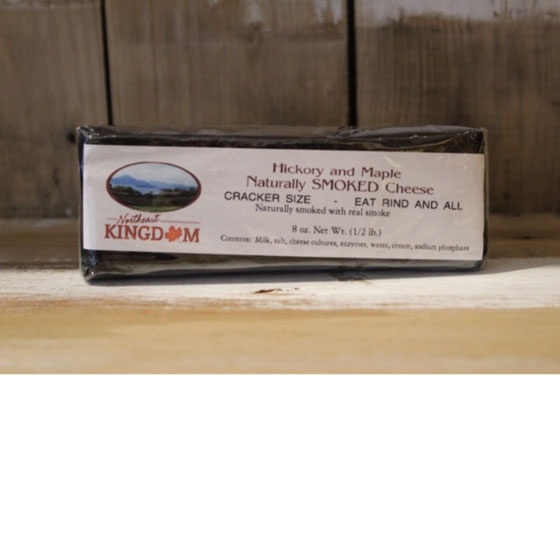 Hickory and Maple
Naturally SMOKED Cheese
CRACKER SIZE - EAT RIND AND ALL
Naturally smoked with real smoke
8 oz. Net Wt. (1/2 lb.)
Contents: Milk, salt, cheese cultures, enzymes, water, cream, sodium phosphate
Northeast
KINGDOM